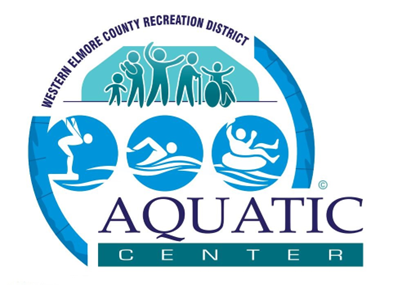 WESTERN ELMORE COUNTY RECREATION DISTRICT
©
AQUATIC
CENTER